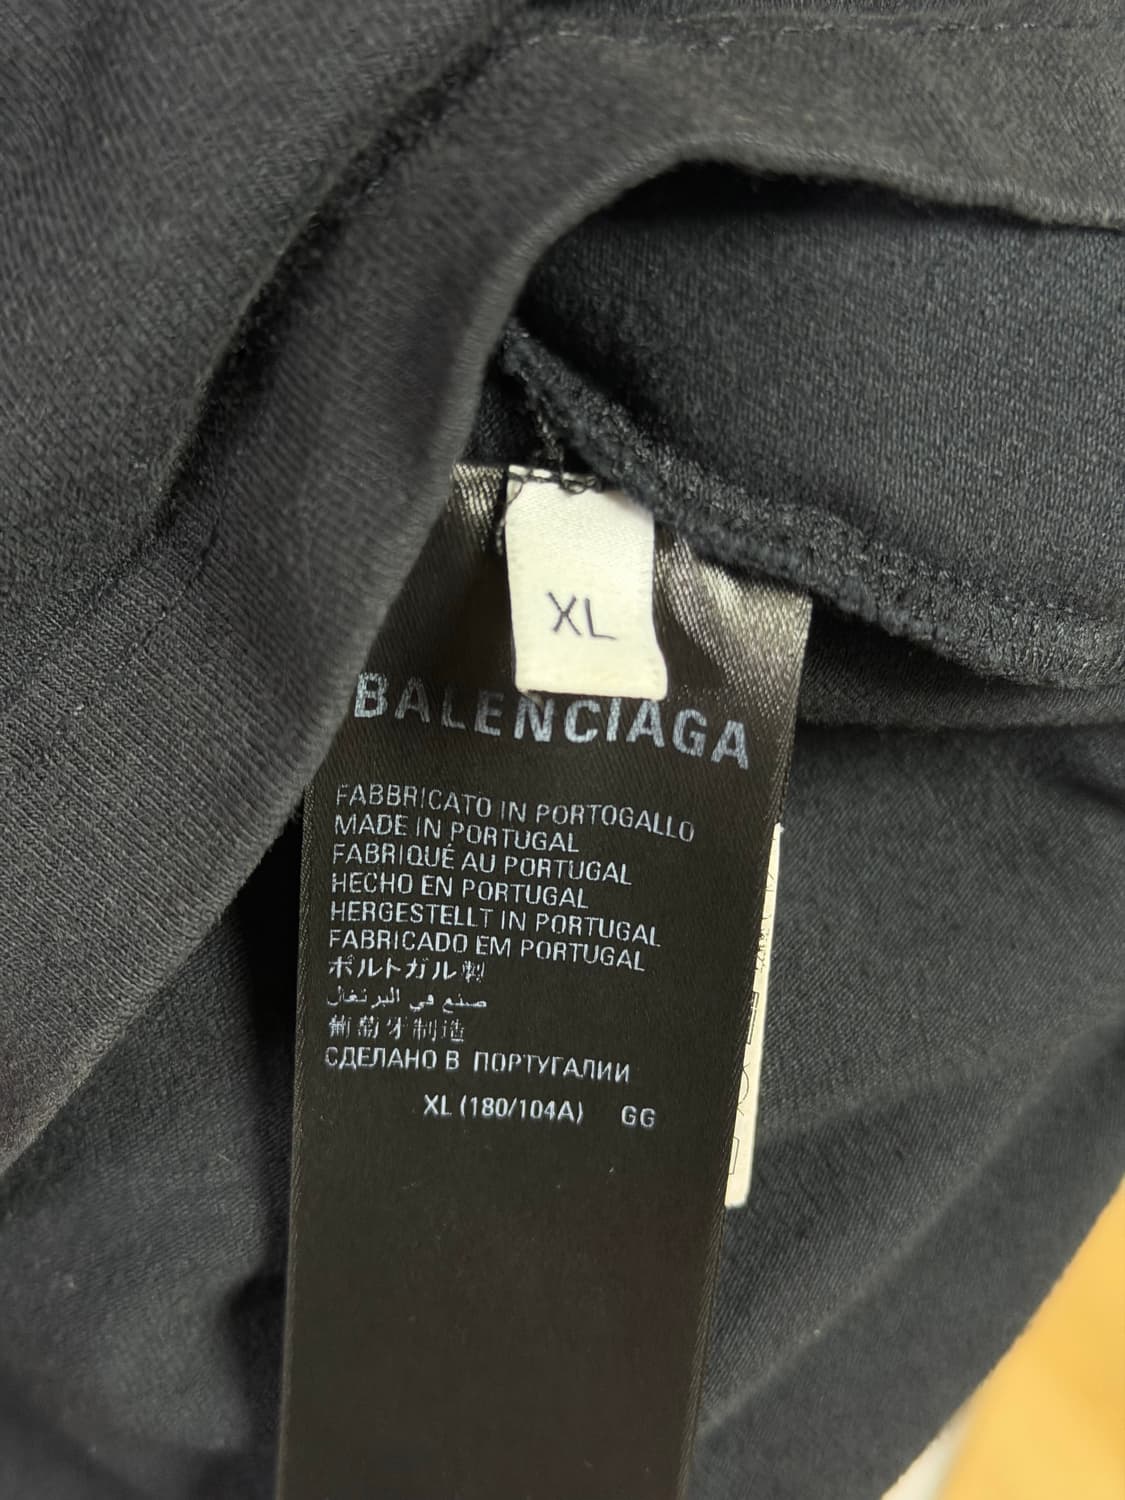 XL
BALENCIAGA
FABBRICATO IN PORTOGALLO
MADE IN PORTUGAL
FABRIQUÉ AU PORTUGAL
HECHO EN PORTUGAL
HERGESTELLT IN PORTUGAL
FABRICADO EM PORTUGAL
ポルトガル製
صنع في البرتغال
葡萄牙制造
СДЕЛАНО В ПОРТУГАЛИИ
XL (180/104A) GG